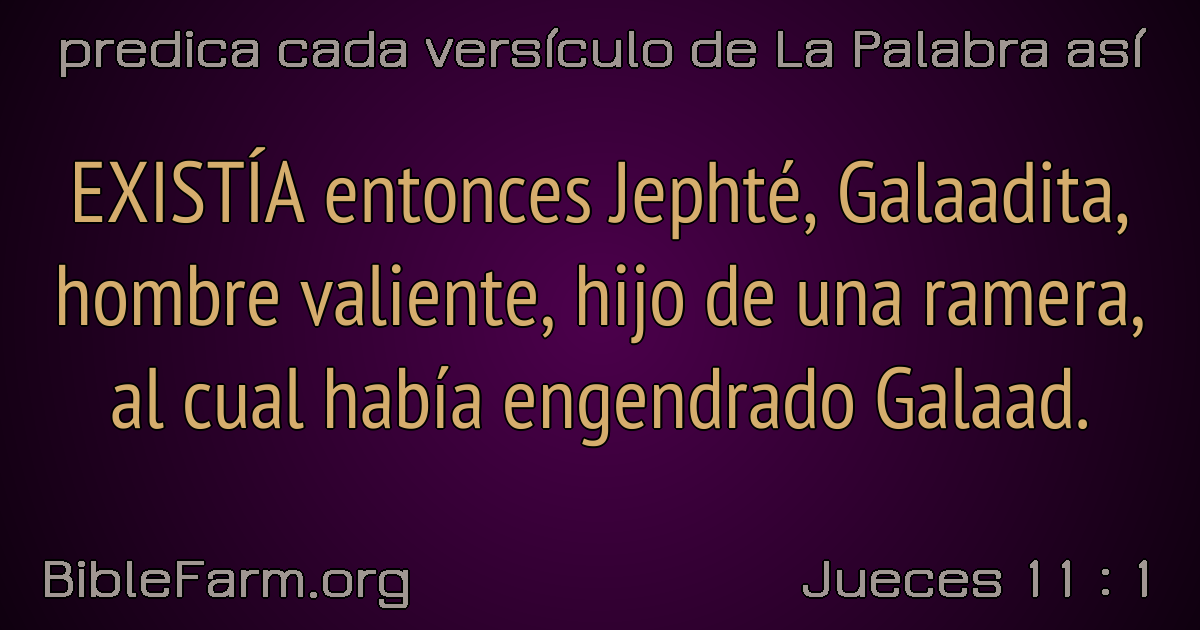 predica cada versículo de La Palabra así
EXISTÍA entonces Jephté, Galaadita,
hombre valiente, hijo de una ramera,
al cual había engendrado Galaad.
BibleFarm.org
Jueces 11 : 1